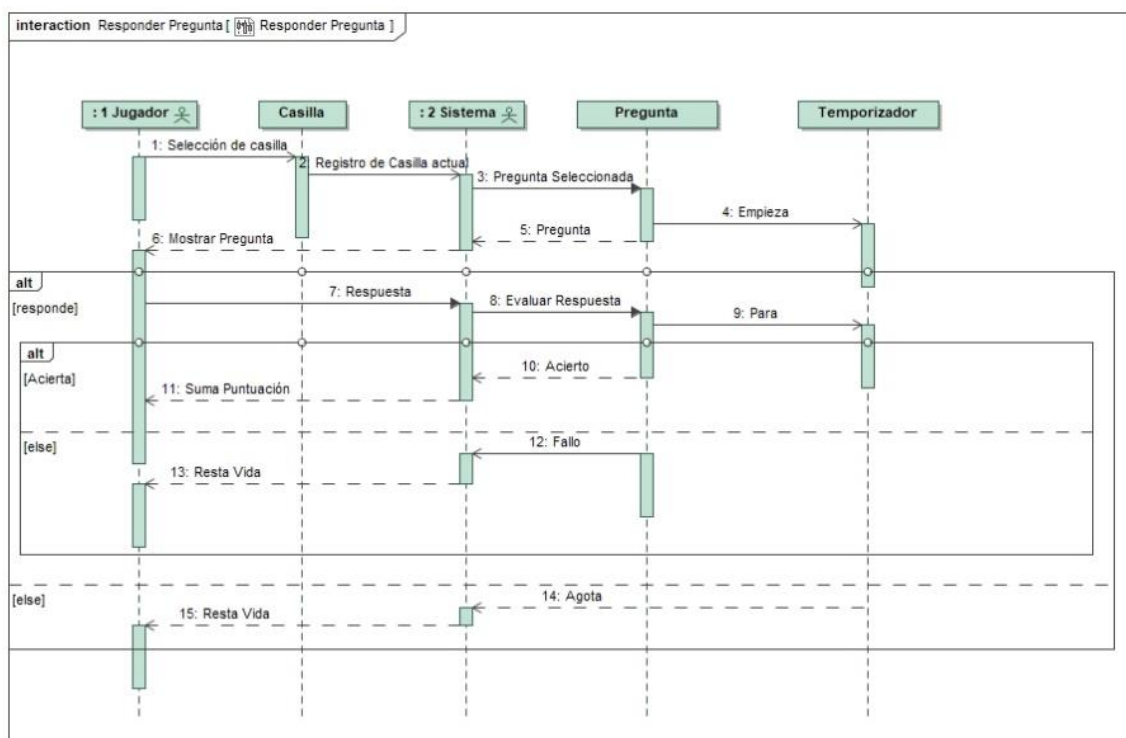 interaction Responder Pregunta [ Responder Pregunta ]
: 1 Jugador
Casilla
: 2 Sistema
Pregunta
Temporizador
1: Selección de casilla
2: Registro de Casilla actual
3: Pregunta Seleccionada
4: Empieza
5: Pregunta
6: Mostrar Pregunta
alt
[responde]
7: Respuesta
8: Evaluar Respuesta
9: Para
alt
[Acierta]
10: Acierto
11: Suma Puntuación
[else]
12: Fallo
13: Resta Vida
[else]
14: Agota
15: Resta Vida